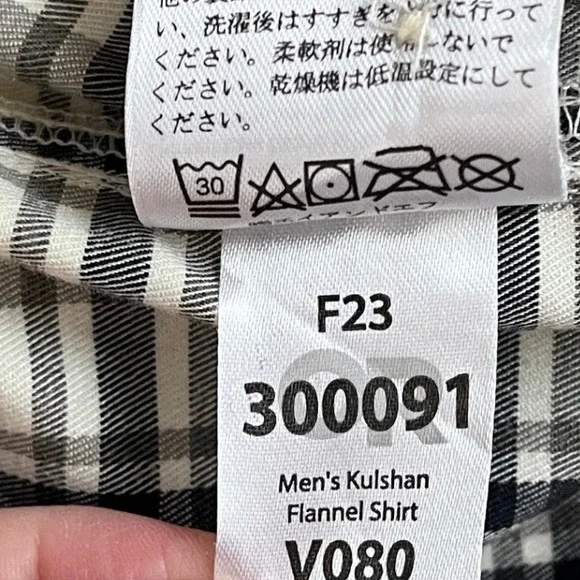 い、洗濯後はすすぎを に行って
ください。柔軟剤は使 ないで
ください。乾燥機は低温設定にして
ください。
30
F23
OR
300091
Men's Kulshan
Flannel Shirt
V080